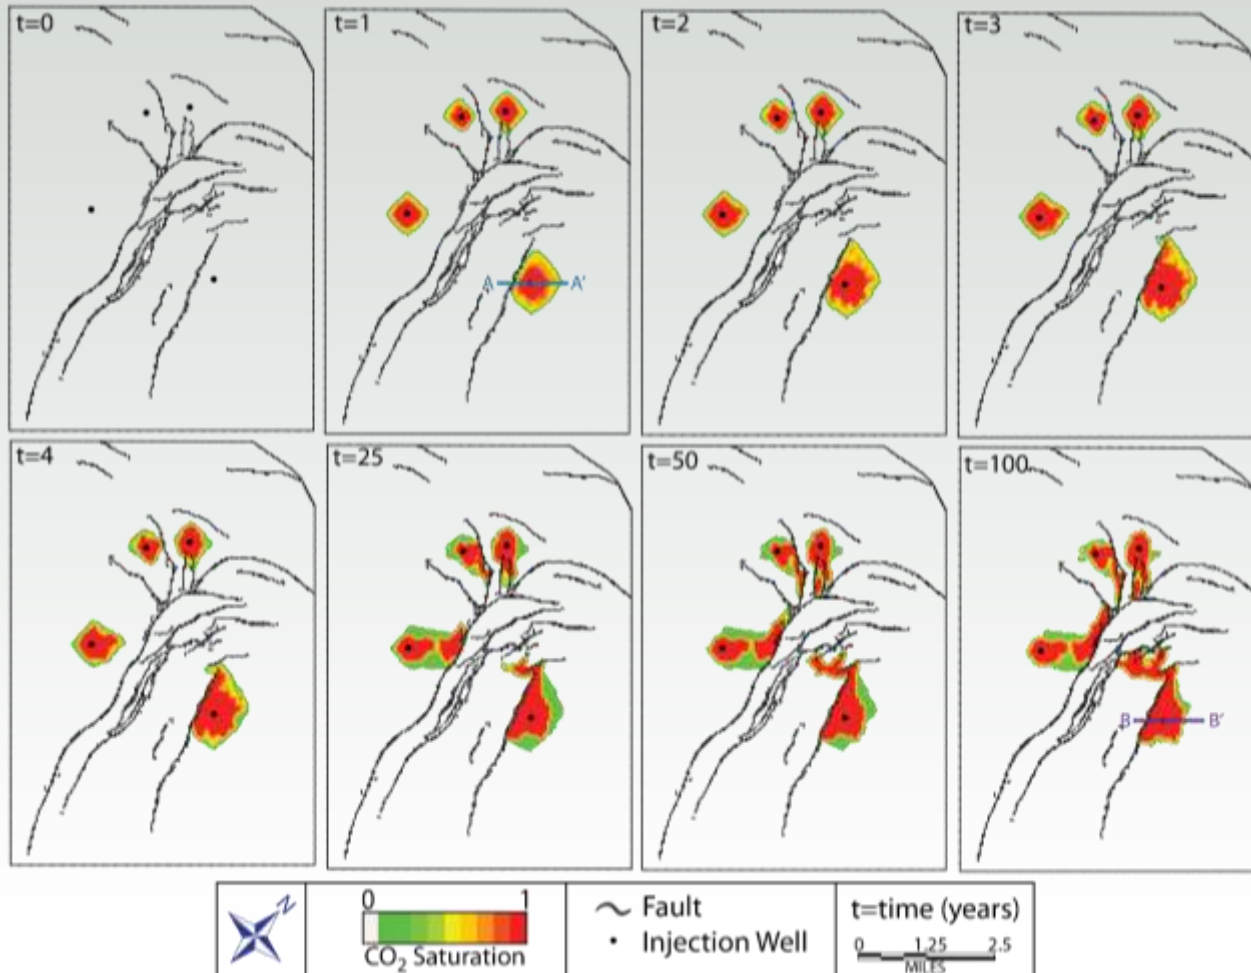 t=0
t=1
t=2
t=3
A
A'
t=4
t=25
t=50
t=100
B
B'
N
0
1
CO₂ Saturation
Fault
Injection Well
t=time (years)
0
1.25
2.5
MILES